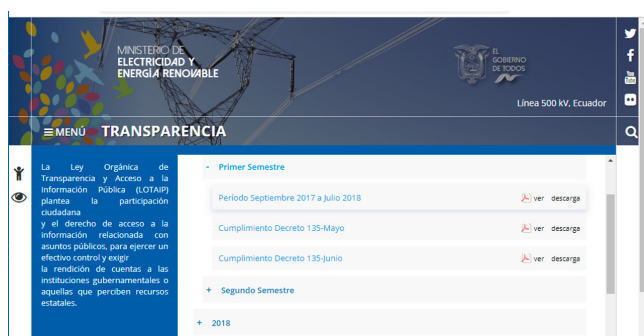 MINISTERIO DE
ELECTRICIDAD Y
ENERGÍA RENOVABLE
EL
GOBIERNO
DE TODOS
Línea 500 kV, Ecuador
MENÚ TRANSPARENCIA
La Ley Orgánica de
Transparencia y Acceso a la
Información Pública (LOTAIP)
plantea la participación
ciudadana
y el derecho de acceso a la
información relacionada con
asuntos públicos, para ejercer un
efectivo control y exigir
la rendición de cuentas a las
instituciones gubernamentales o
aquellas que perciben recursos
estatales.
- Primer Semestre
Período Septiembre 2017 a Julio 2018 ver descarga
Cumplimiento Decreto 135-Mayo ver descarga
Cumplimiento Decreto 135-Junio ver descarga
+ Segundo Semestre
+ 2018
You
Tube